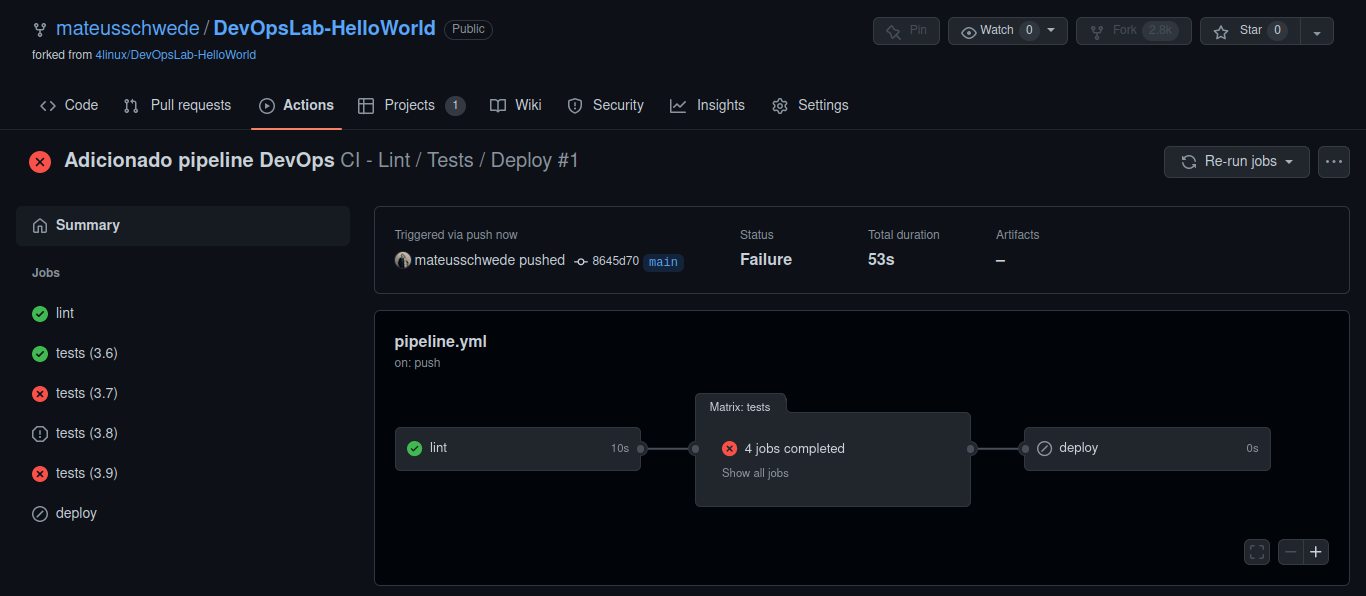 mateusschwede / DevOpsLab-HelloWorld Public
Pin Watch 0 Fork 2.8K Star 0
forked from 4linux/DevOpsLab-HelloWorld
Code Pull requests Actions Projects 1 Wiki Security Insights Settings
Adicionado pipeline DevOps CI - Lint / Tests / Deploy #1
Re-run jobs
Summary
Jobs
lint
tests (3.6)
tests (3.7)
tests (3.8)
tests (3.9)
deploy
Triggered via push now
mateusschwede pushed 8645d70 main
Status
Failure
Total duration
53s
Artifacts
–
pipeline.yml
on: push
lint 10s
Matrix: tests
4 jobs completed
Show all jobs
deploy 0s